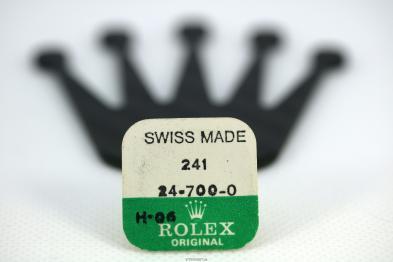 SWISS MADE
241
24-700-0
H-06
ROLEX
ORIGINAL